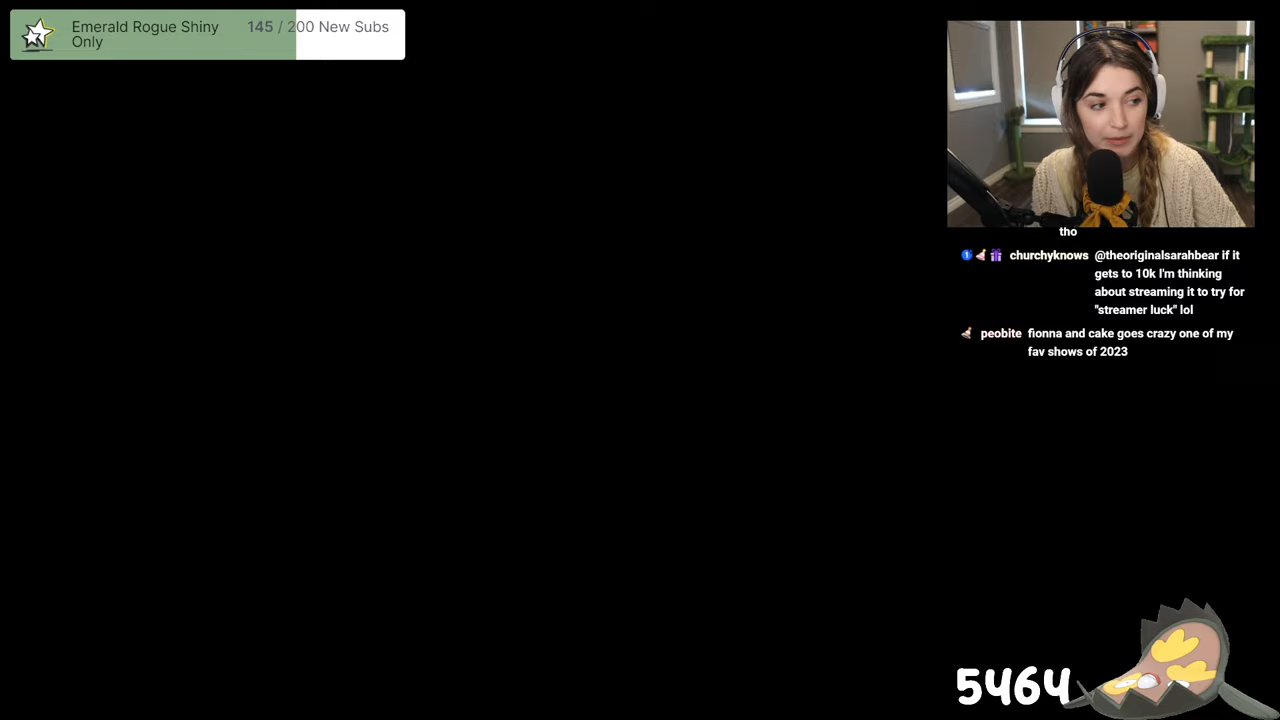 Emerald Rogue Shiny
Only
145 / 200 New Subs
tho
churchyknows @theoriginalsarahbear if it
gets to 10k I'm thinking
about streaming it to try for
"streamer luck" lol
peobite fionna and cake goes crazy one of my
fav shows of 2023
5464